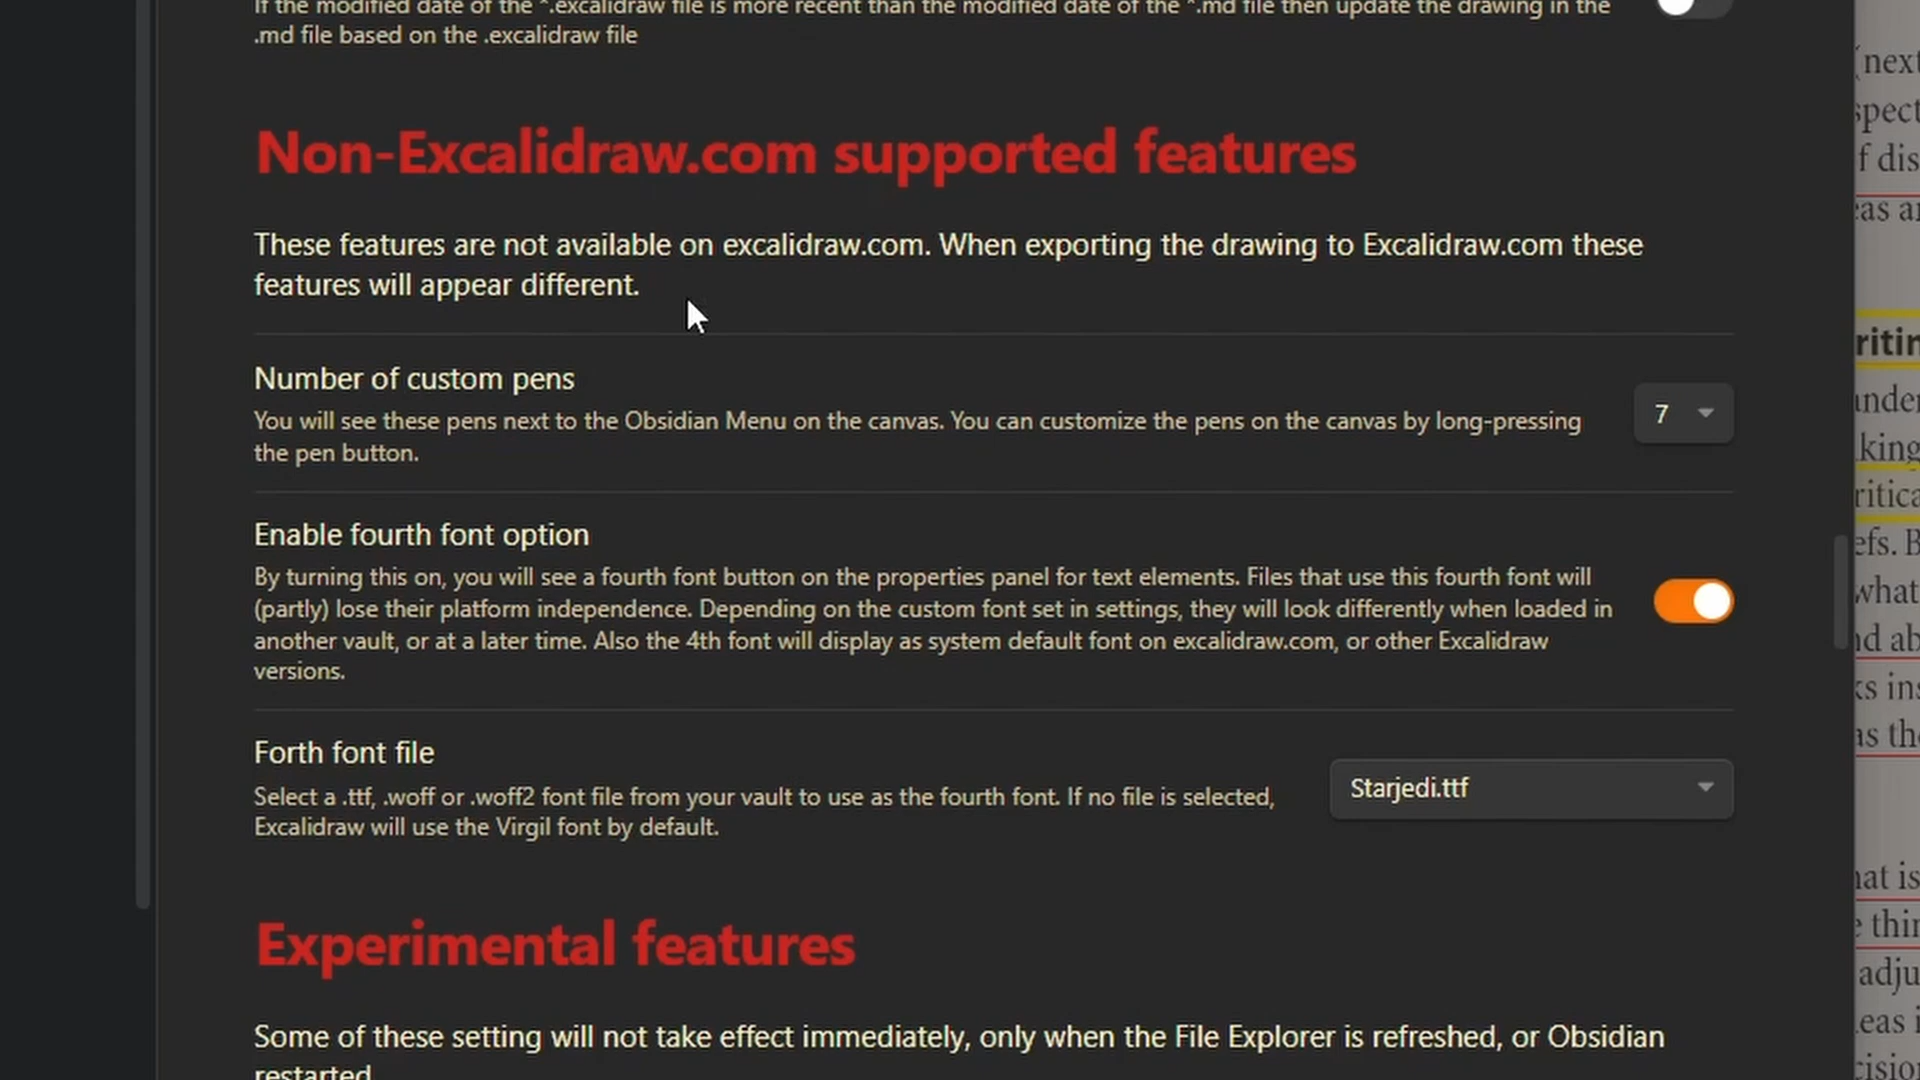 If the modified date of the *.excalidraw file is more recent than the modified date of the *.md file then update the drawing in the
.md file based on the .excalidraw file
Non-Excalidraw.com supported features
These features are not available on excalidraw.com. When exporting the drawing to Excalidraw.com these
features will appear different.
Number of custom pens
You will see these pens next to the Obsidian Menu on the canvas. You can customize the pens on the canvas by long-pressing
the pen button.
7
Enable fourth font option
By turning this on, you will see a fourth font button on the properties panel for text elements. Files that use this fourth font will
(partly) lose their platform independence. Depending on the custom font set in settings, they will look differently when loaded in
another vault, or at a later time. Also the 4th font will display as system default font on excalidraw.com, or other Excalidraw
versions.
Forth font file
Select a .ttf, .woff or .woff2 font file from your vault to use as the fourth font. If no file is selected,
Excalidraw will use the Virgil font by default.
Starjedi.ttf
Experimental features
Some of these setting will not take effect immediately, only when the File Explorer is refreshed, or Obsidian
restarted
(next
f dis
what